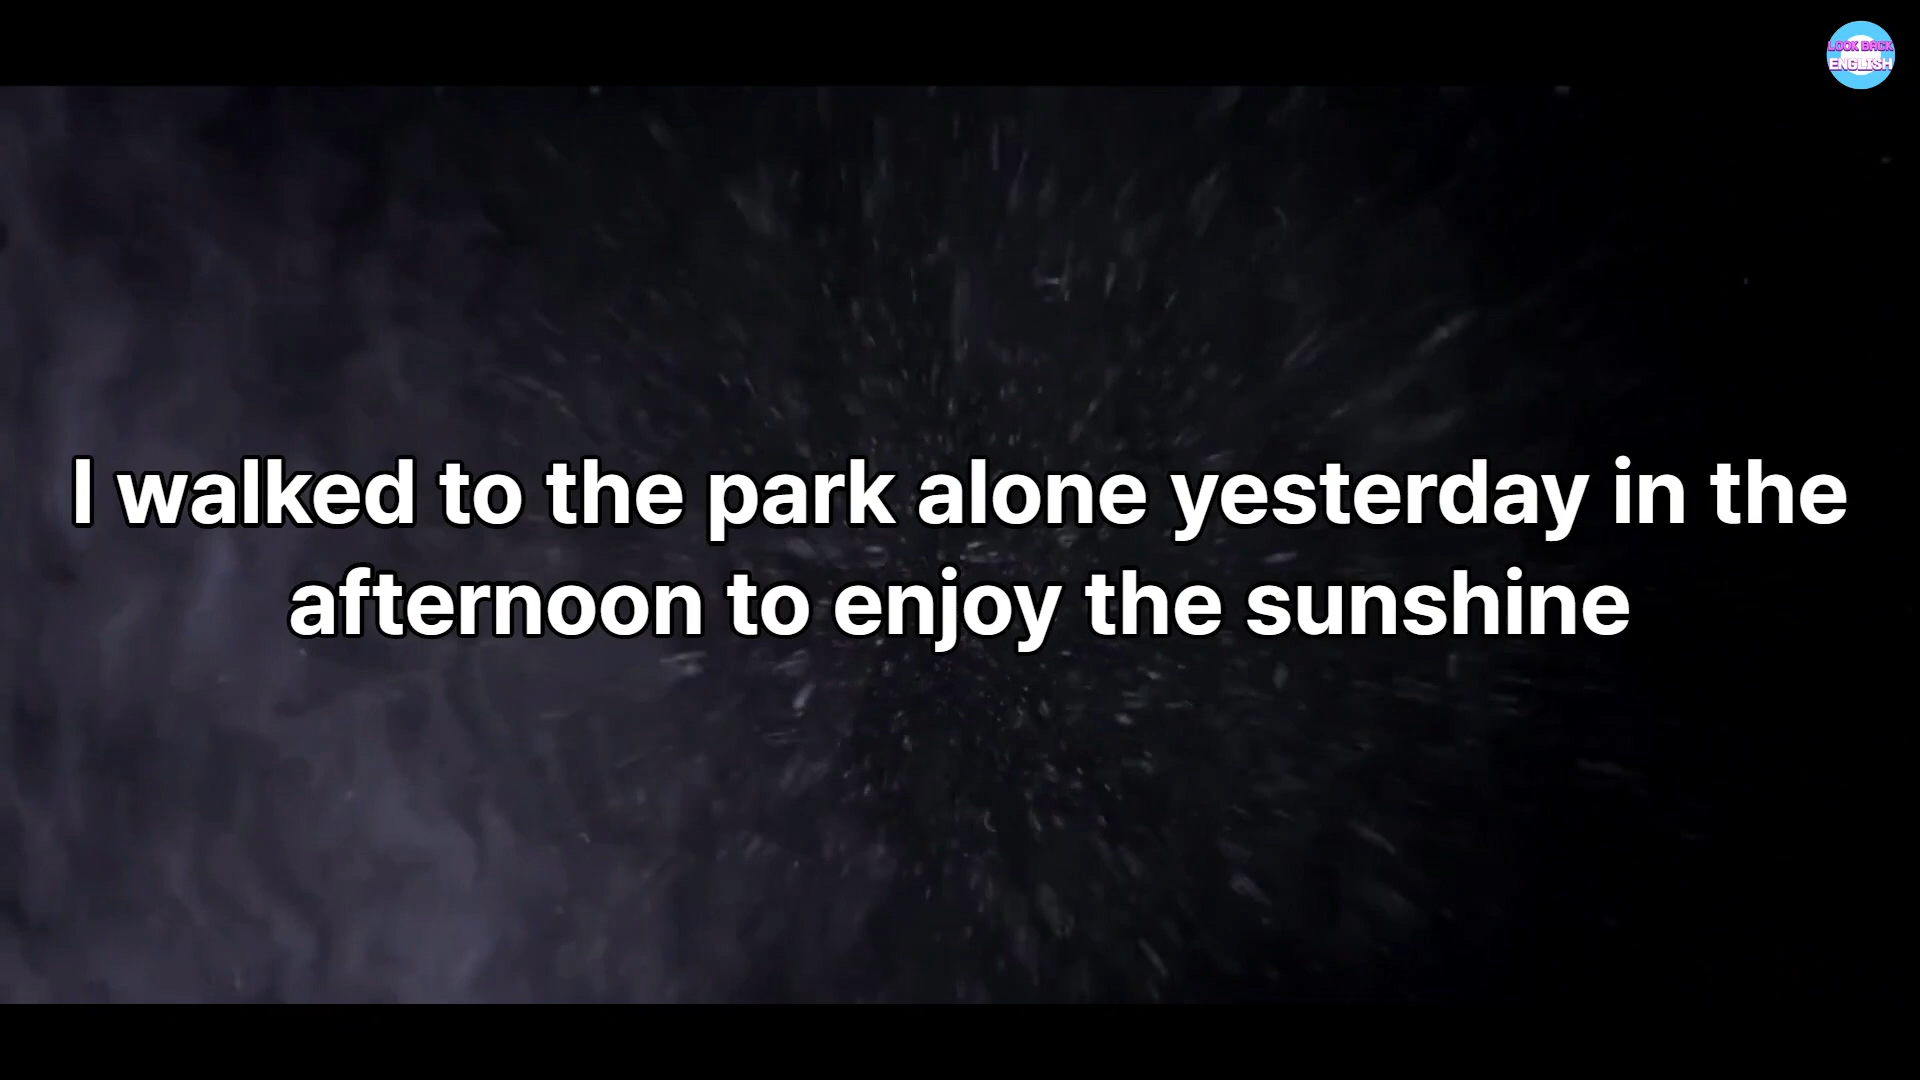 LOOK BACK
ENGLISH
I walked to the park alone yesterday in the
afternoon to enjoy the sunshine